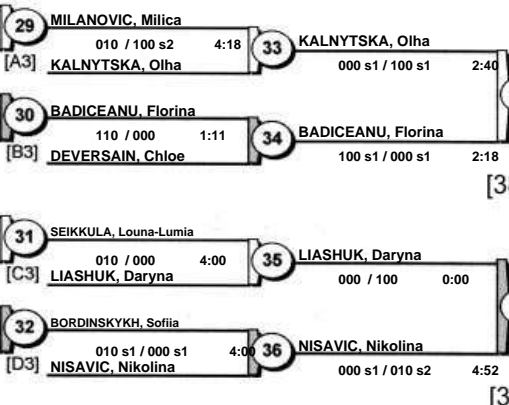 29
MILANOVIC, Milica
010 / 100 s2 4:18
[A3]
KALNYTSKA, Olha
33
KALNYTSKA, Olha
000 s1 / 100 s1 2:40
30
BADICEANU, Florina
110 / 000 1:11
[B3]
DEVERSAIN, Chloe
34
BADICEANU, Florina
100 s1 / 000 s1 2:18
31
SEIKKULA, Louna-Lumia
010 / 000 4:00
[C3]
LIASHUK, Daryna
35
LIASHUK, Daryna
000 / 100 0:00
32
BORDINSKYKH, Sofiia
010 s1 / 000 s1 4:00
[D3]
NISAVIC, Nikolina
36
NISAVIC, Nikolina
000 s1 / 010 s2 4:52